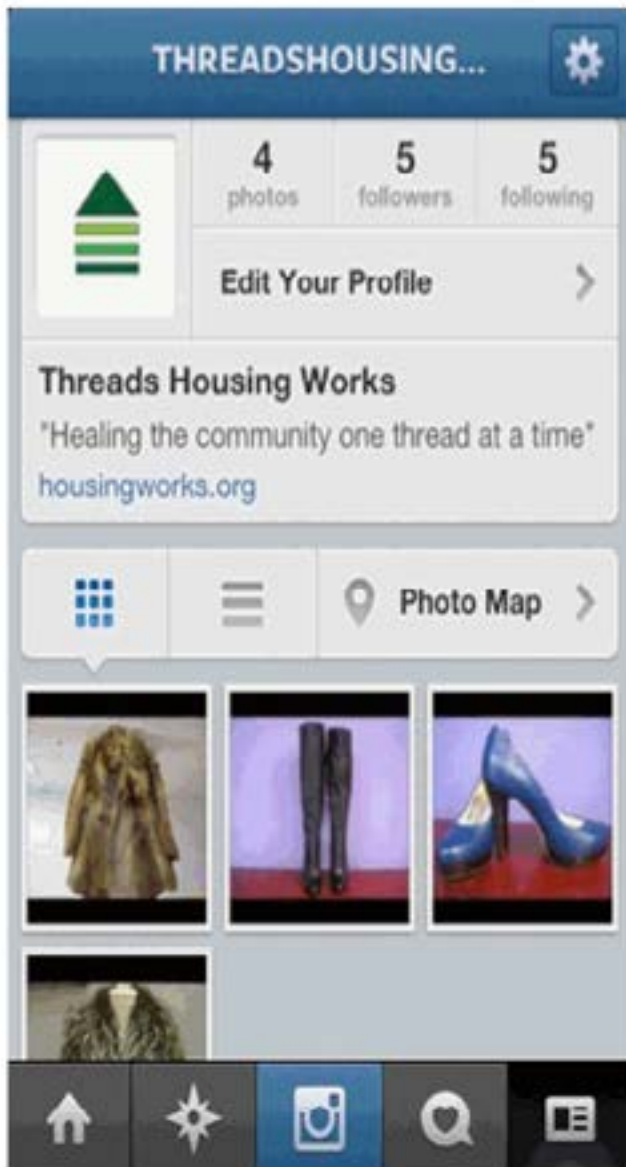 THREADSHOUSING...
4 5 5
photos followers following
Edit Your Profile
Threads Housing Works
"Healing the community one thread at a time"
housingworks.org
Photo Map